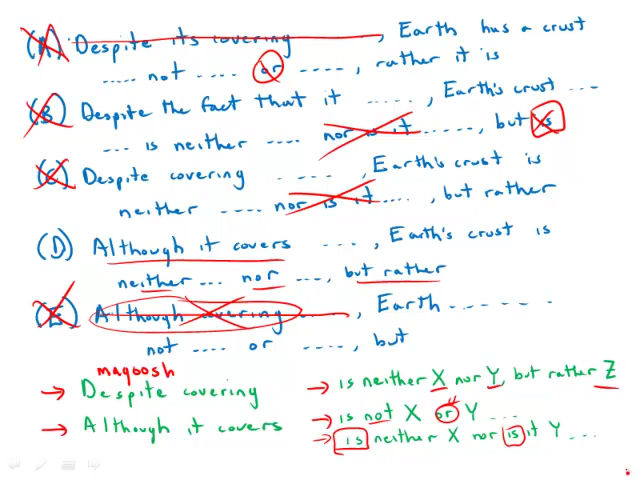 (A) Despite its covering ———, Earth has a crust
..... not .... or ...., rather it is
(B) Despite the fact that it ....., Earth's crust ...
... is neither .... nor is it ....., but is
(C) Despite covering ....., Earth's crust is
neither .... nor is it ...., but rather
(D) Although it covers ...., Earth's crust is
neither ... nor ...., but rather
(E) Although covering ———, Earth .......
not .... or ...., but
magoosh
→ Despite covering
→ Although it covers
→ is neither X nor Y, but rather Z
→ is not X or Y ...
→ is neither X nor is it Y ...